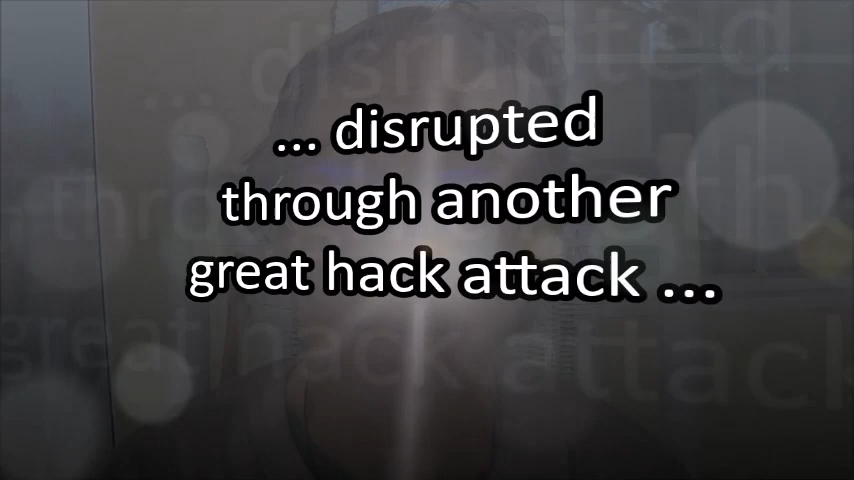 ... disrupted
through another
great hack attack ...